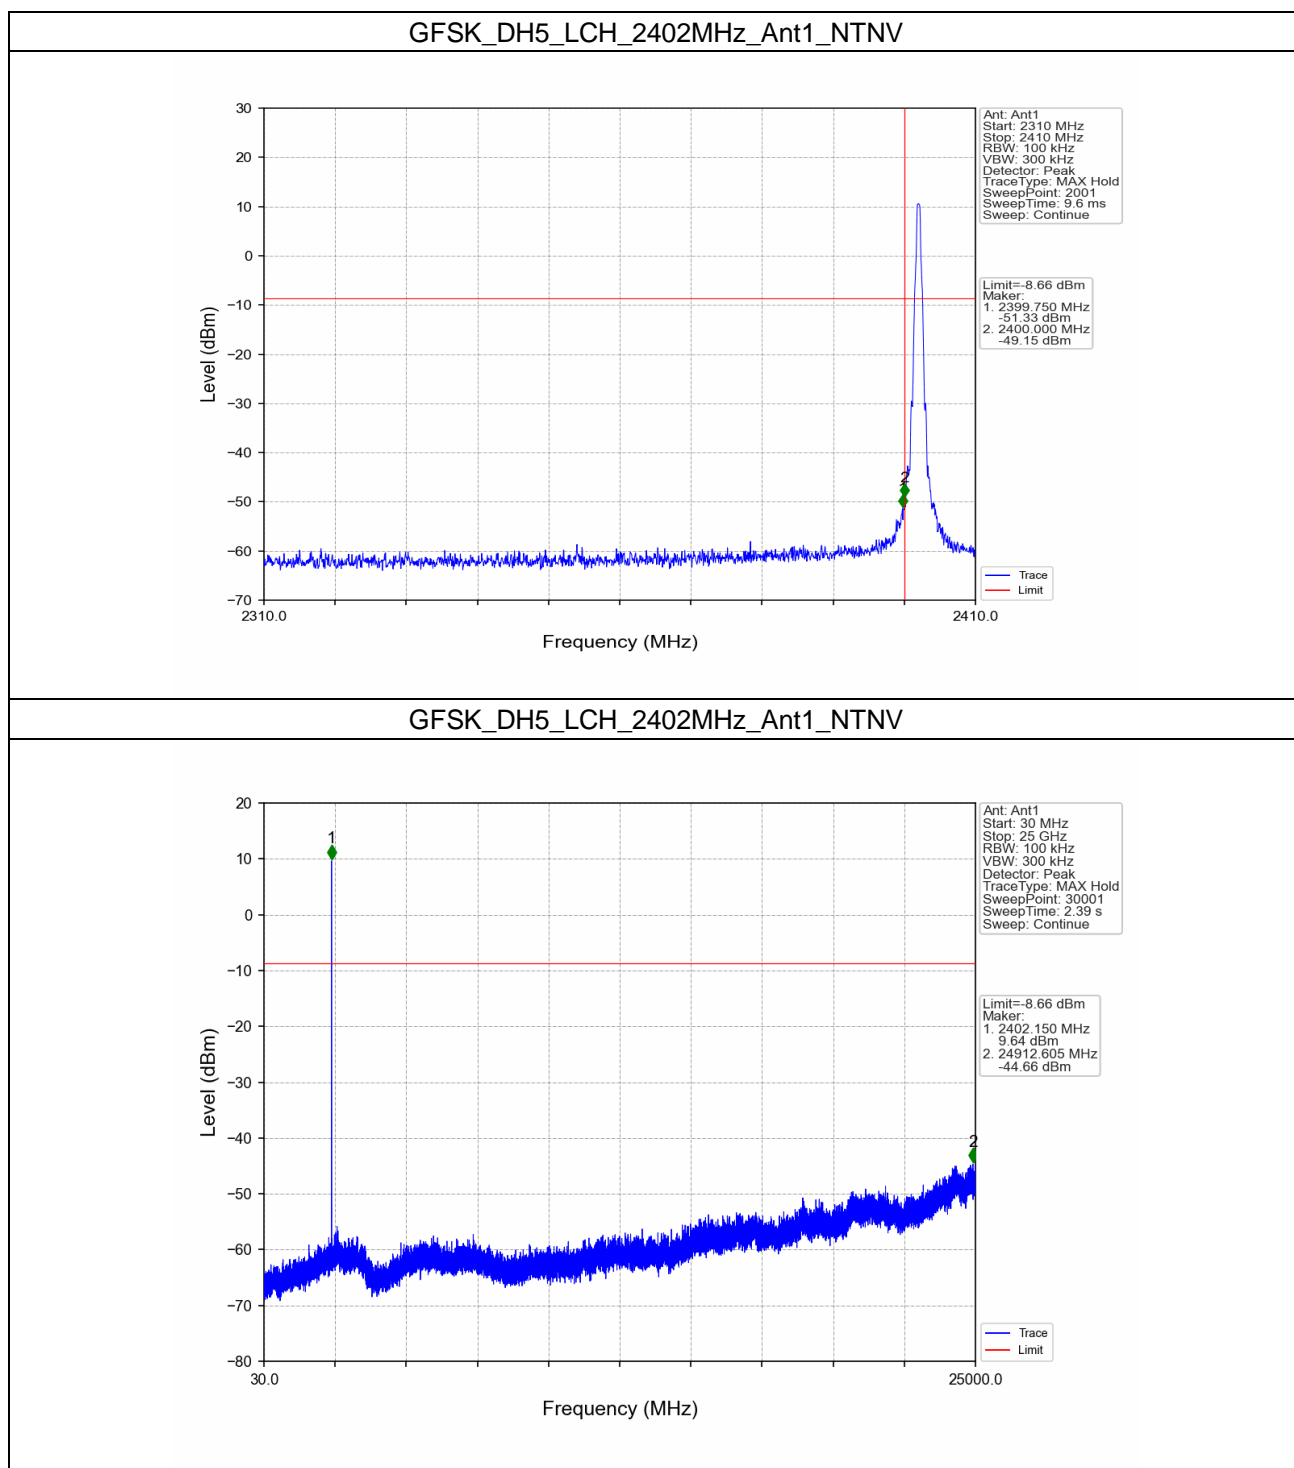 GFSK_DH5_LCH_2402MHz_Ant1_NTNV
30
20
10
0
−10
−20
−30
−40
−50
−60
−70
Level (dBm)
2310.0
2410.0
Frequency (MHz)
2
Ant: Ant1
Start: 2310 MHz
Stop: 2410 MHz
RBW: 100 kHz
VBW: 300 kHz
Detector: Peak
TraceType: MAX Hold
SweepPoint: 2001
SweepTime: 9.6 ms
Sweep: Continue
Limit=-8.66 dBm
Maker:
1. 2399.750 MHz
-51.33 dBm
2. 2400.000 MHz
-49.15 dBm
Trace
Limit
GFSK_DH5_LCH_2402MHz_Ant1_NTNV
20
10
0
−10
−20
−30
−40
−50
−60
−70
−80
Level (dBm)
30.0
25000.0
Frequency (MHz)
1
2
Ant: Ant1
Start: 30 MHz
Stop: 25 GHz
RBW: 100 kHz
VBW: 300 kHz
Detector: Peak
TraceType: MAX Hold
SweepPoint: 30001
SweepTime: 2.39 s
Sweep: Continue
Limit=-8.66 dBm
Maker:
1. 2402.150 MHz
9.64 dBm
2. 24912.605 MHz
-44.66 dBm
Trace
Limit